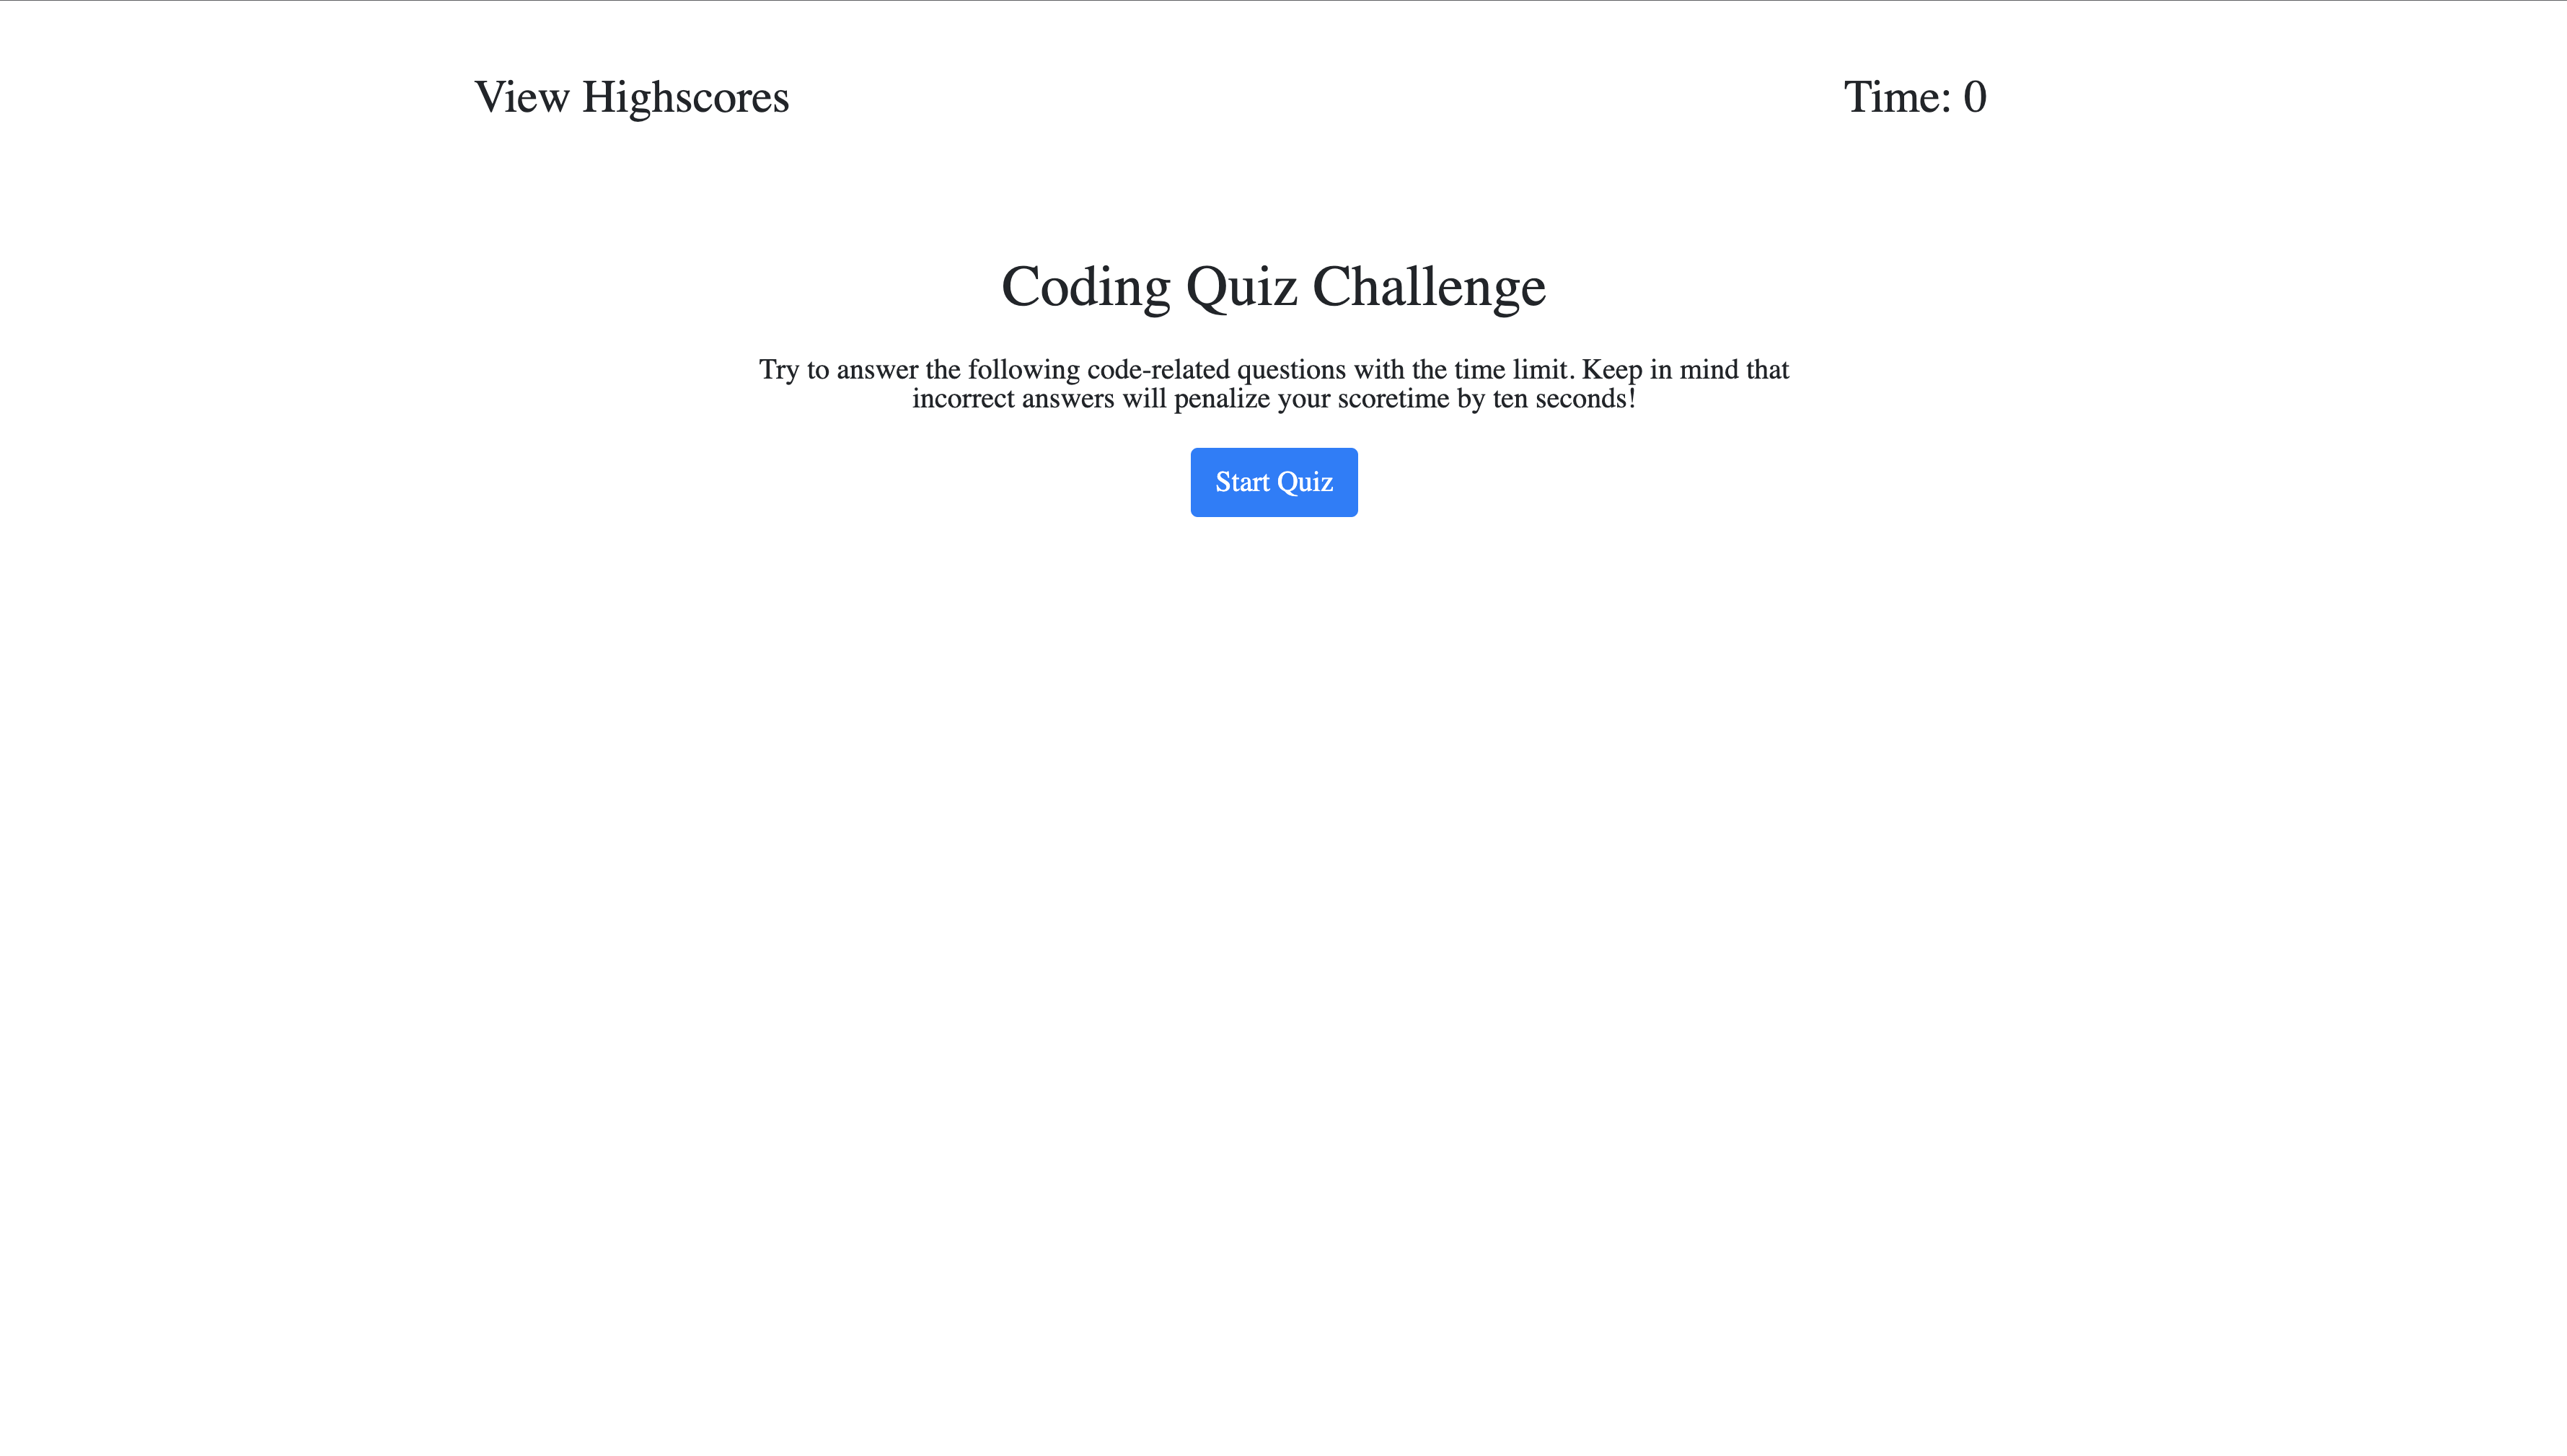 View Highscores
Time: 0
Coding Quiz Challenge
Try to answer the following code-related questions with the time limit. Keep in mind that
incorrect answers will penalize your scoretime by ten seconds!
Start Quiz